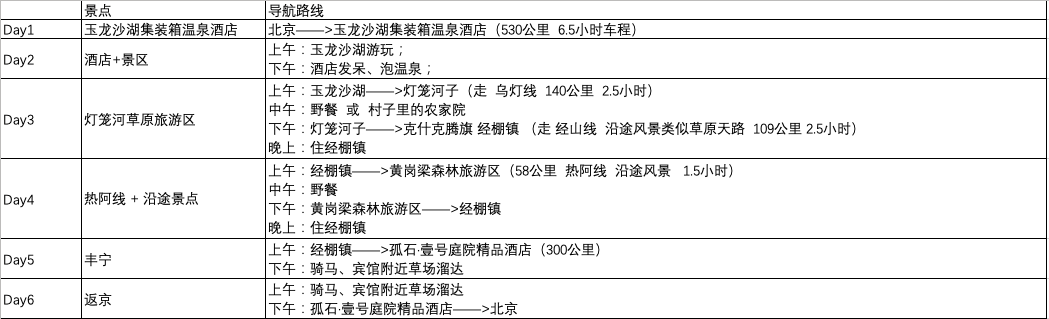 景点 导航路线
Day1 玉龙沙湖集装箱温泉酒店 北京——>玉龙沙湖集装箱温泉酒店（530公里 6.5小时车程）
Day2 酒店+景区 上午：玉龙沙湖游玩；
下午：酒店发呆、泡温泉；
Day3 灯笼河草原旅游区 上午：玉龙沙湖——>灯笼河子（走 乌灯线 140公里 2.5小时）
中午：野餐 或 村子里的农家院
下午：灯笼河子——>克什克腾旗 经棚镇 （走 经山线 沿途风景类似草原天路 109公里 2.5小时）
晚上：住经棚镇
Day4 热阿线 + 沿途景点 上午：经棚镇——>黄岗梁森林旅游区（58公里 热阿线 沿途风景 1.5小时）
中午：野餐
下午：黄岗梁森林旅游区——>经棚镇
晚上：住经棚镇
Day5 丰宁 上午：经棚镇——>孤石·壹号庭院精品酒店（300公里）
下午：骑马、宾馆附近草场溜达
Day6 返京 上午：骑马、宾馆附近草场溜达
下午：孤石·壹号庭院精品酒店——>北京